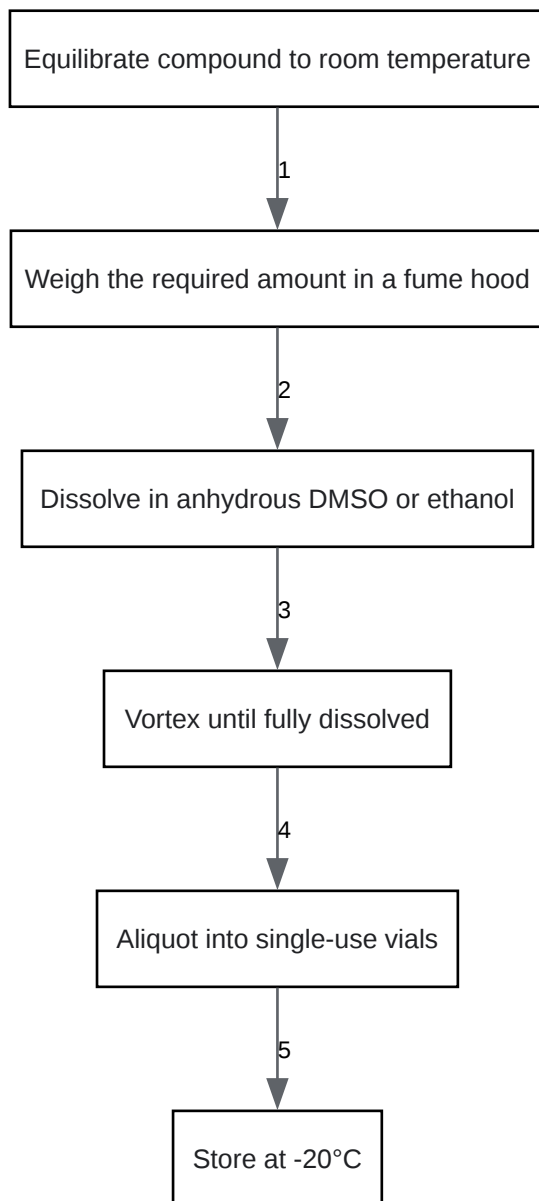 Equilibrate compound to room temperature
1
Weigh the required amount in a fume hood
2
Dissolve in anhydrous DMSO or ethanol
3
Vortex until fully dissolved
4
Aliquot into single-use vials
5
Store at -20°C